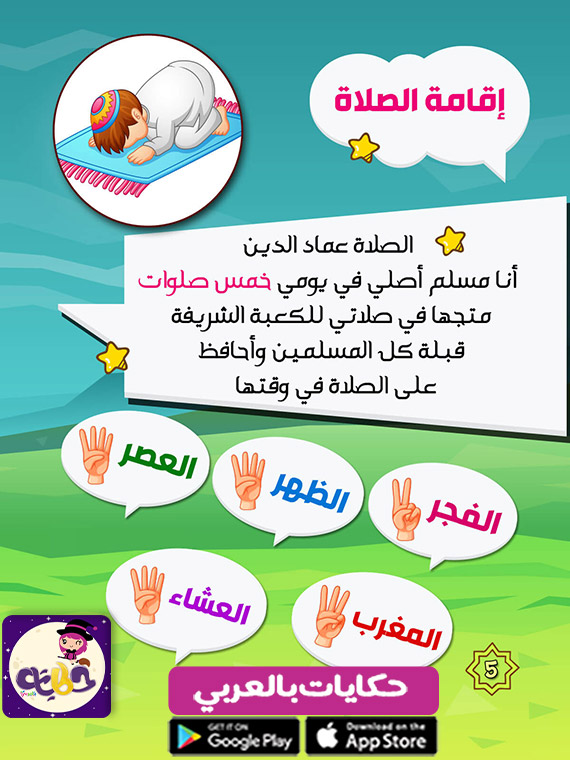 إقامة الصلاة
الصلاة عماد الدين
أنا مسلم أصلي في يومي خمس صلوات
متجها في صلاتي للكعبة الشريفة
قبلة كل المسلمين وأحافظ
على الصلاة في وقتها
الفجر
الظهر
العصر
المغرب
العشاء
5
حكايات بالعربي
GET IT ON
Google Play
Download on the
App Store